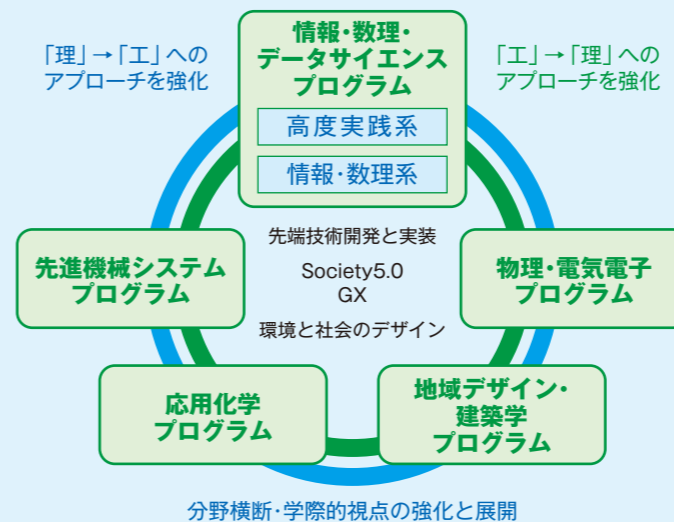 「理」→「工」への
アプローチを強化
情報・数理・
データサイエンス
プログラム
高度実践系
情報・数理系
「工」→「理」への
アプローチを強化
先進機械システム
プログラム
先端技術開発と実装
Society5.0
GX
環境と社会のデザイン
物理・電気電子
プログラム
応用化学
プログラム
地域デザイン・
建築学
プログラム
分野横断・学際的視点の強化と展開